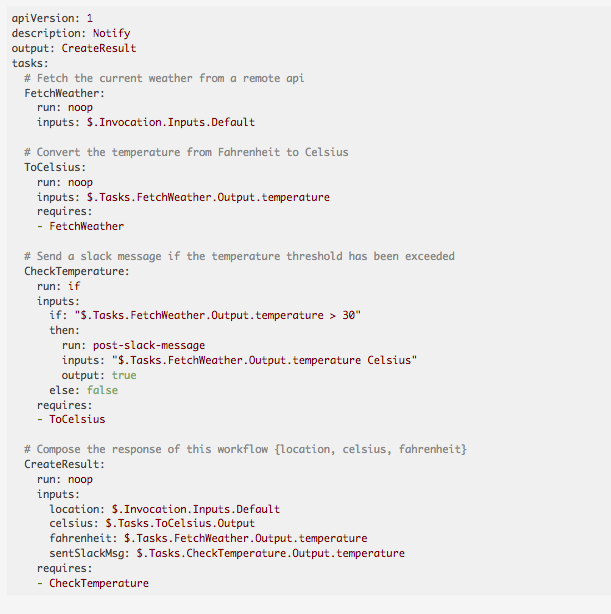 apiVersion: 1
description: Notify
output: CreateResult
tasks:
  # Fetch the current weather from a remote api
  FetchWeather:
    run: noop
    inputs: $.Invocation.Inputs.Default

  # Convert the temperature from Fahrenheit to Celsius
  ToCelsius:
    run: noop
    inputs: $.Tasks.FetchWeather.Output.temperature
    requires:
    - FetchWeather

  # Send a slack message if the temperature threshold has been exceeded
  CheckTemperature:
    run: if
    inputs:
      if: "$.Tasks.FetchWeather.Output.temperature > 30"
      then:
        run: post-slack-message
        inputs: "$.Tasks.FetchWeather.Output.temperature Celsius"
        output: true
      else: false
    requires:
    - ToCelsius

  # Compose the response of this workflow {location, celsius, fahrenheit}
  CreateResult:
    run: noop
    inputs:
      location: $.Invocation.Inputs.Default
      celsius: $.Tasks.ToCelsius.Output
      fahrenheit: $.Tasks.FetchWeather.Output.temperature
      sentSlackMsg: $.Tasks.CheckTemperature.Output.temperature
    requires:
    - CheckTemperature